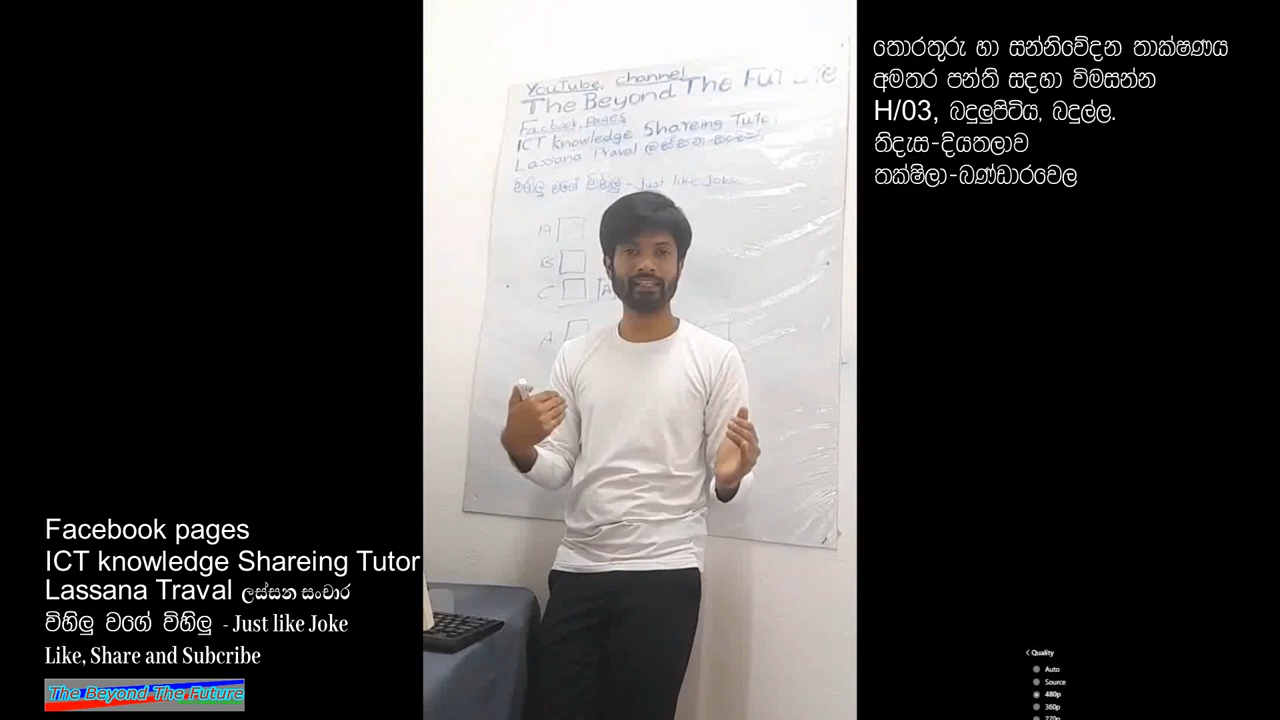 තොරතුරු හා සන්නිවේදන තාක්ෂණය
අමතර පන්ති සඳහා විමසන්න
H/03, බදුලුපිටිය, බදුල්ල.
තිදැස-දියතලාව
තක්ෂිලා-බණ්ඩාරවෙල
YouTube channel
The Beyond The FUTURE
Facbook pages
ICT knowledge Shareing Tutor
Lassana Traval ලස්සන සංචාර
විහිලු වගේ විහිලු - Just like Joke
A
B
C A
A
Facebook pages
ICT knowledge Shareing Tutor
Lassana Traval ලස්සන සංචාර
විහිලු වගේ විහිලු - Just like Joke
Like, Share and Subcribe
The Beyond The Future
Quality
Auto
Source
480p
360p
270p